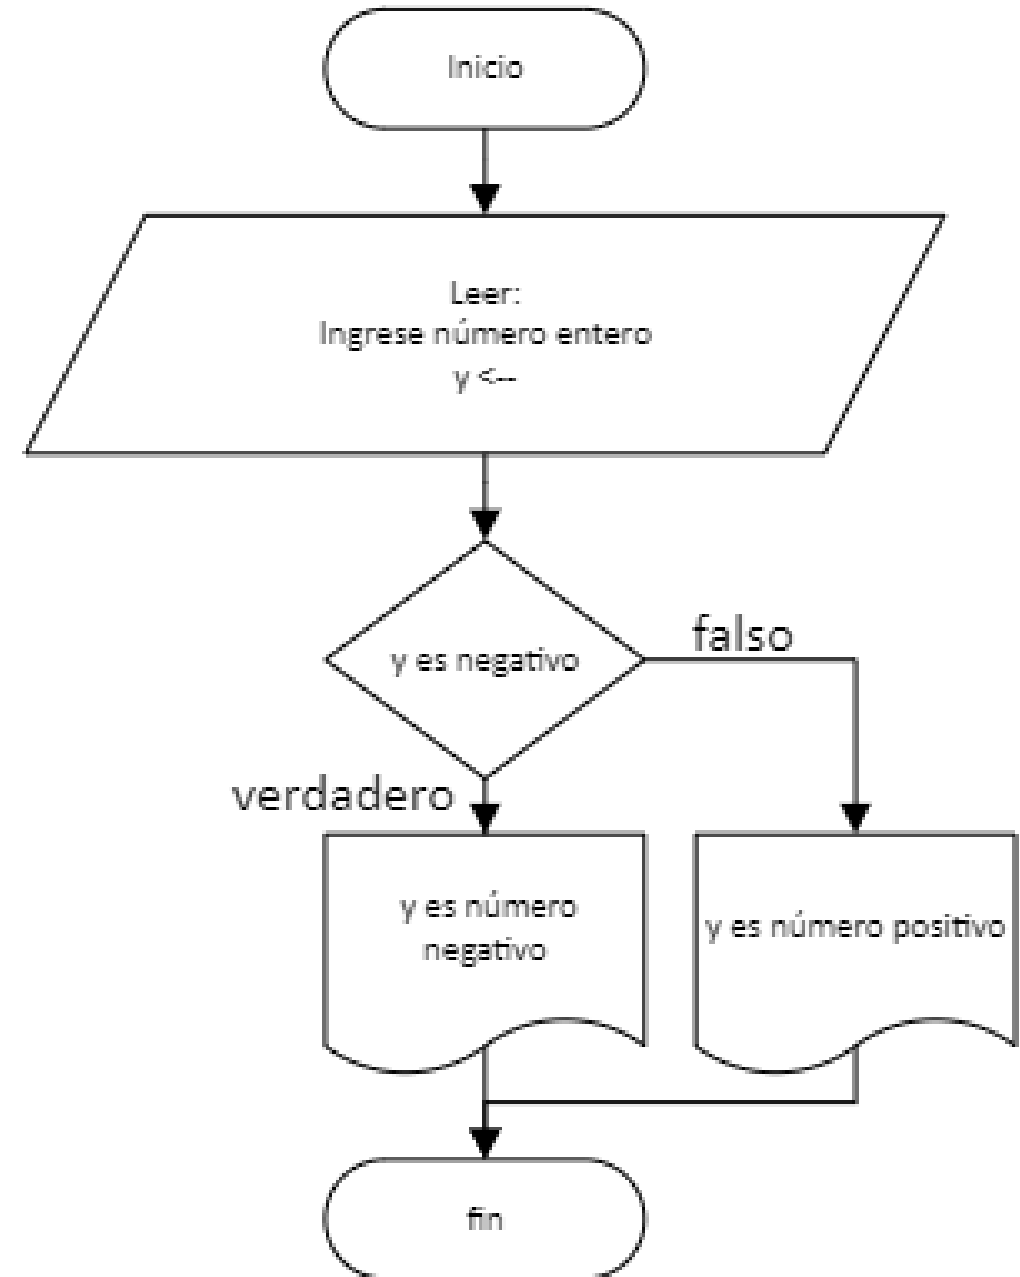 Inicio
Leer:
Ingrese número entero
y <--
y es negativo
falso
verdadero
y es número
negativo
y es número positivo
fin